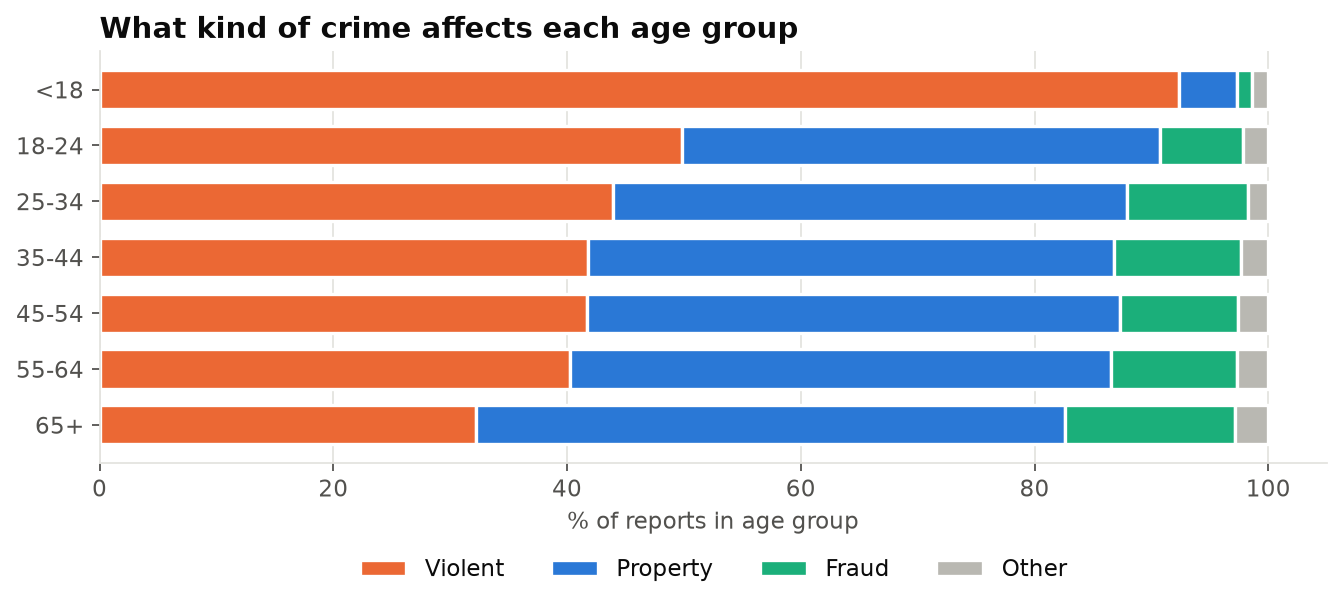 What kind of crime affects each age group
<18
18-24
25-34
35-44
45-54
55-64
65+
0 20 40 60 80 100
% of reports in age group
Violent Property Fraud Other